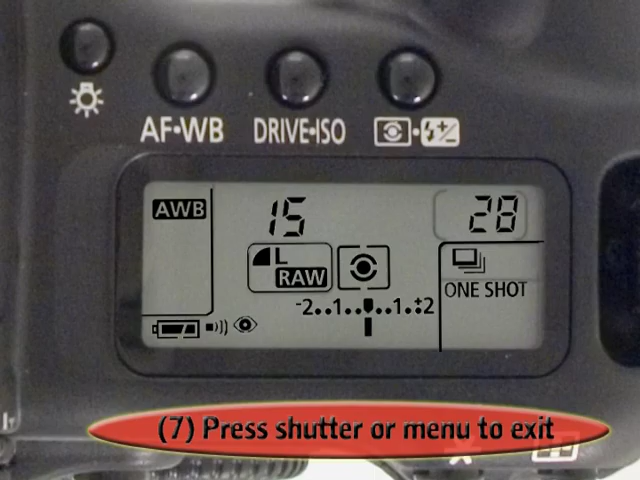 AF•WB DRIVE•ISO
AWB 15 28
L
RAW
ONE SHOT
-2..1..▼..1.:+2
(7) Press shutter or menu to exit